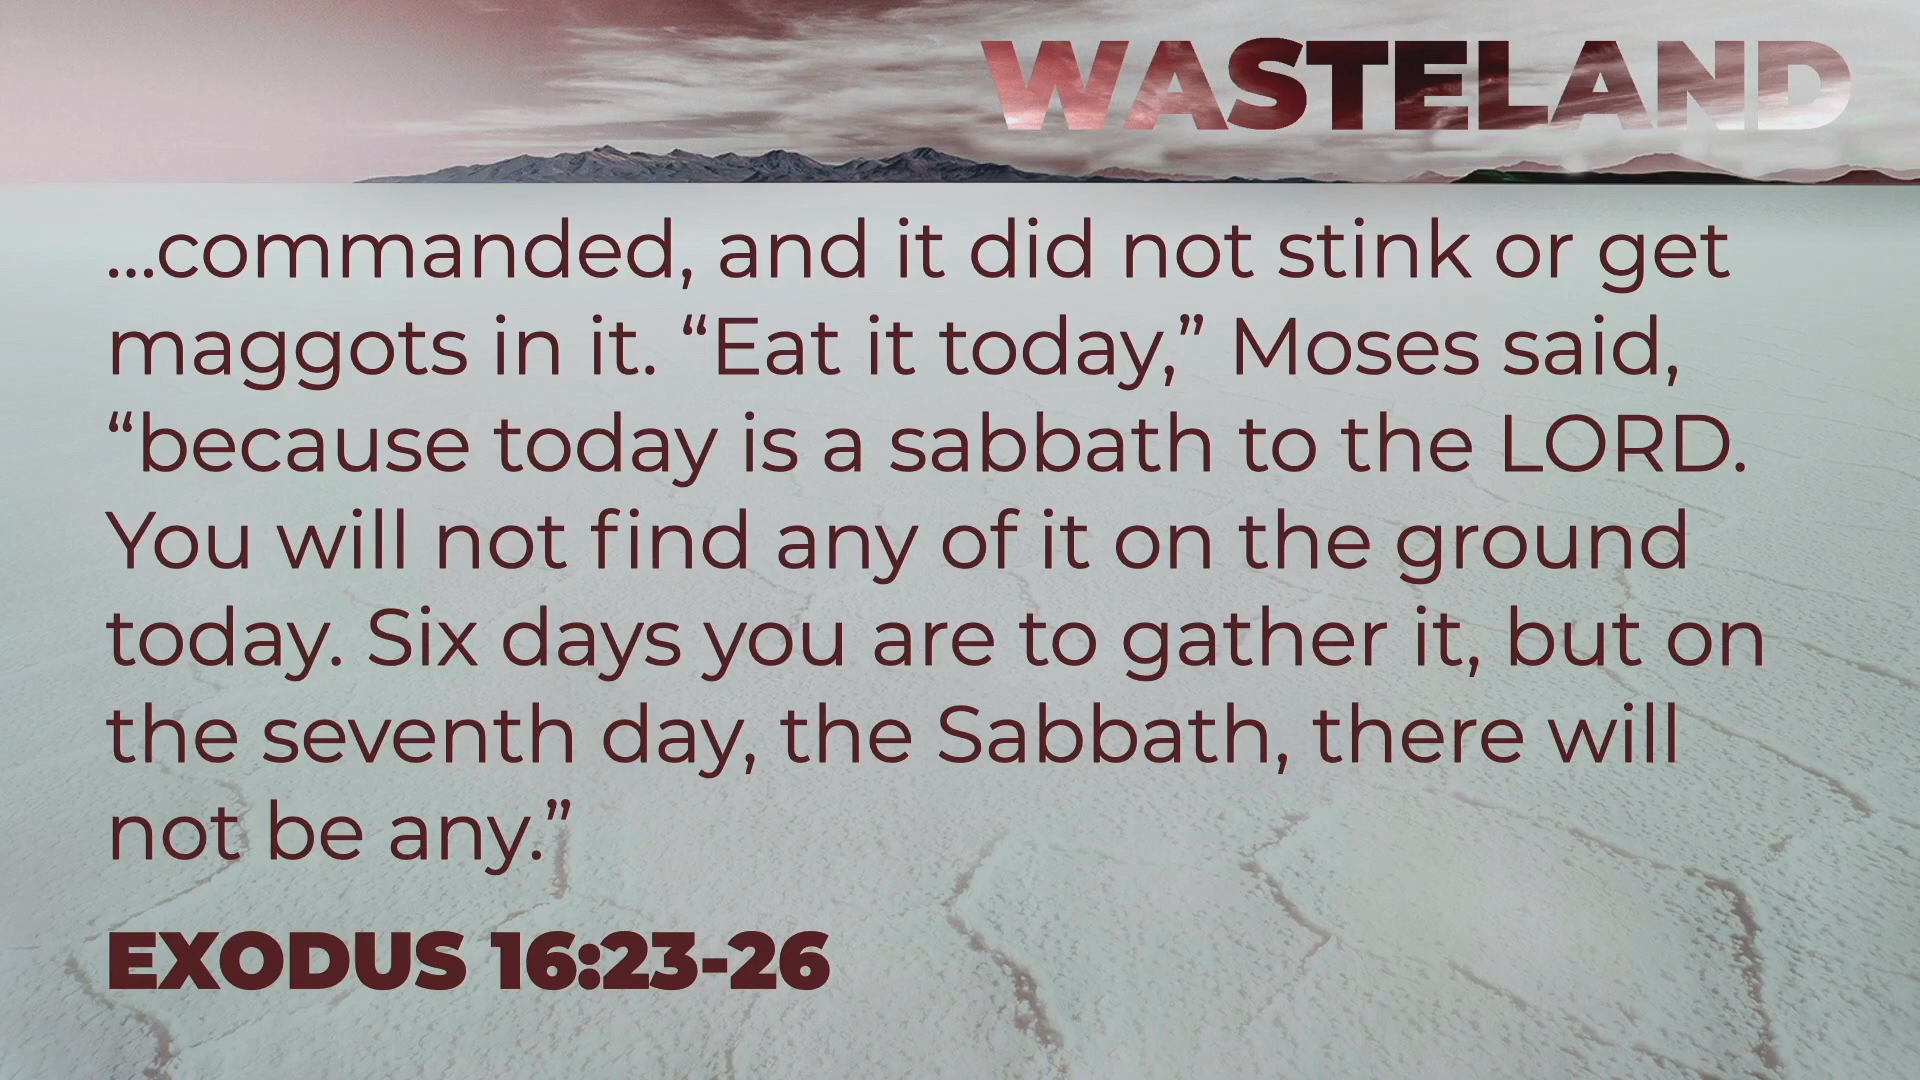 WASTELAND
...commanded, and it did not stink or get
maggots in it. “Eat it today,” Moses said,
“because today is a sabbath to the LORD.
You will not find any of it on the ground
today. Six days you are to gather it, but on
the seventh day, the Sabbath, there will
not be any.”
EXODUS 16:23-26